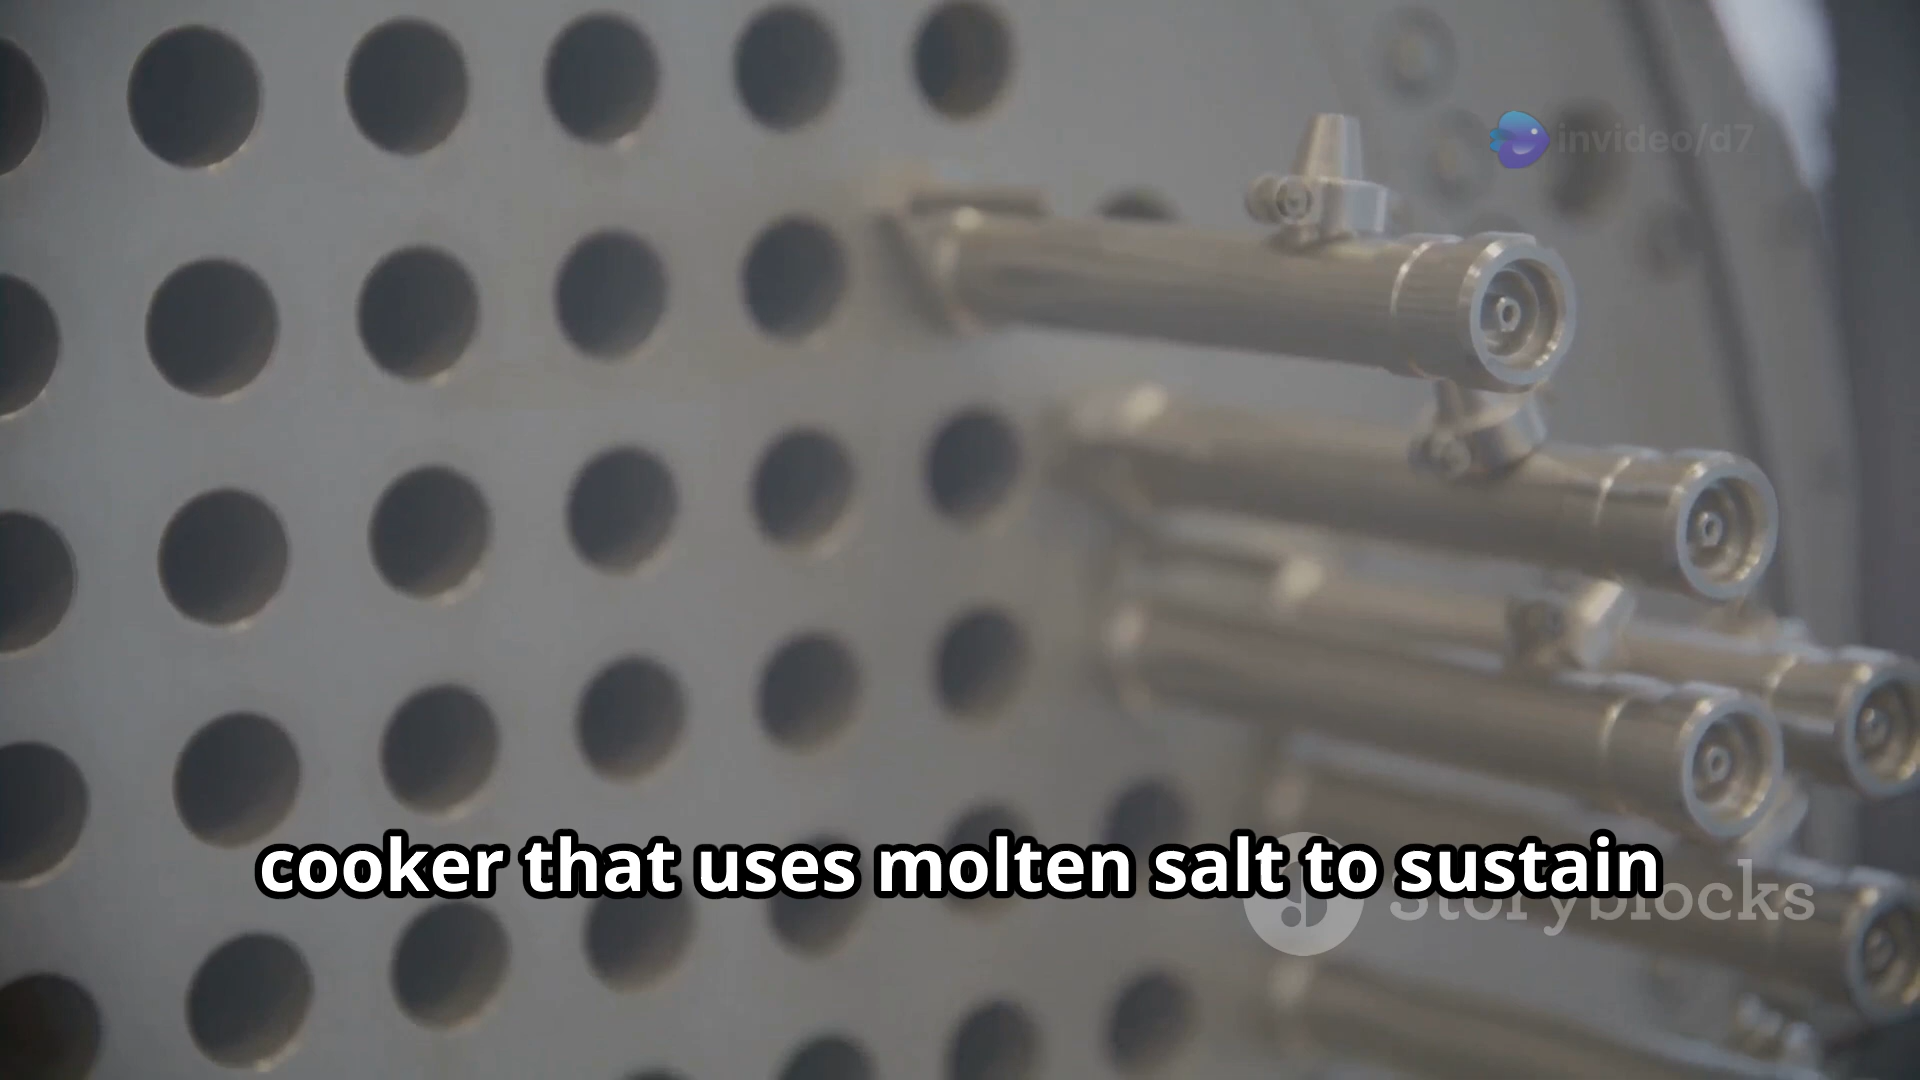 invideo/d7
cooker that uses molten salt to sustain
Storyblocks